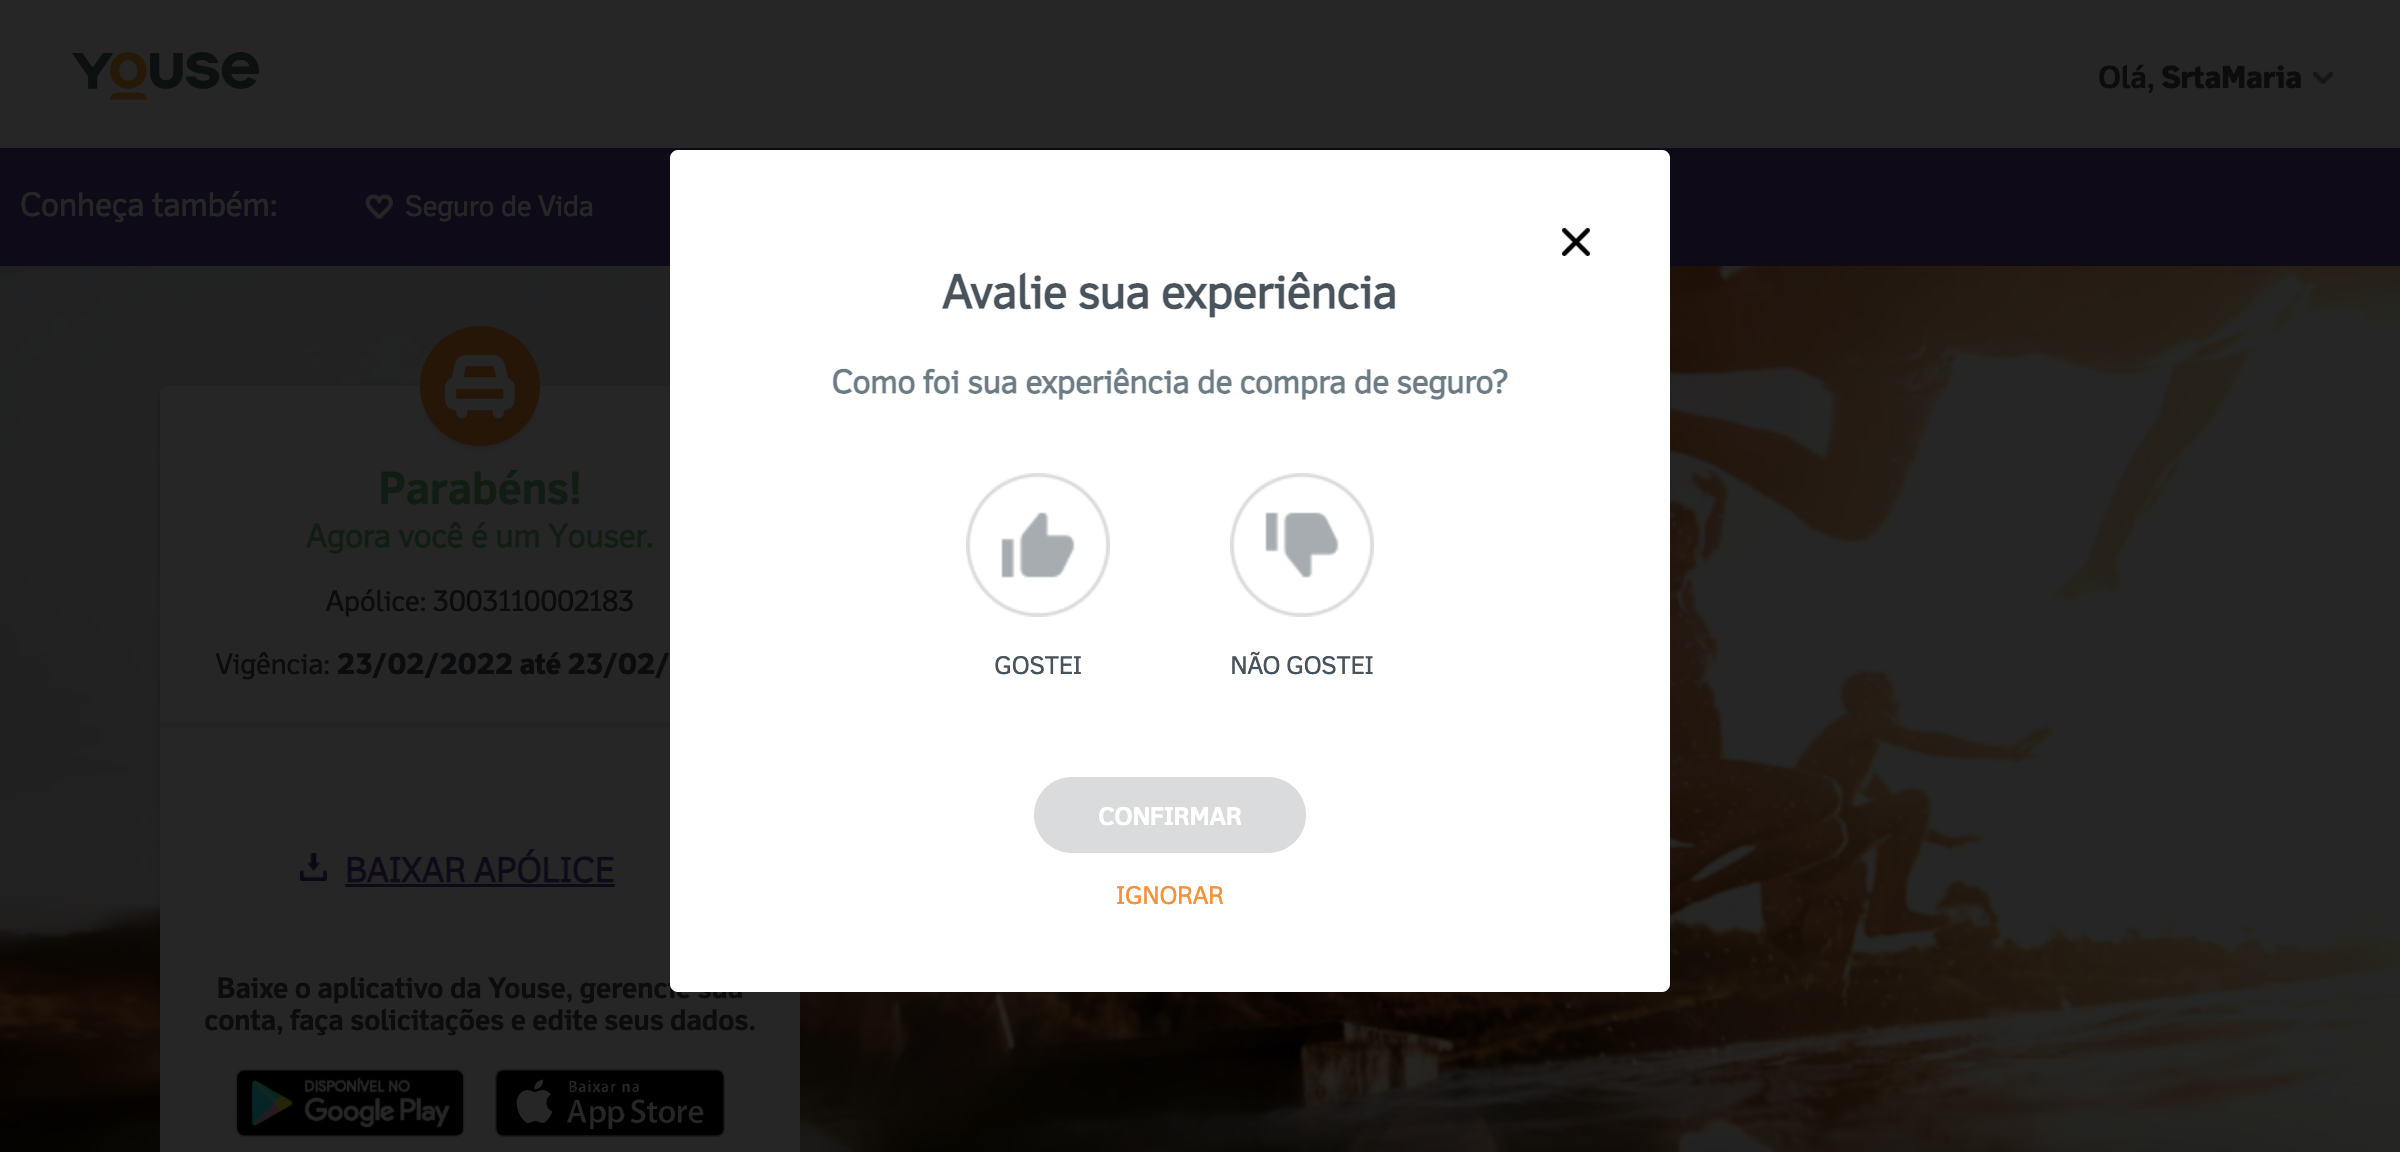 Youse
Olá, SrtaMaria
Conheça também:
Seguro de Vida
Avalie sua experiência
Como foi sua experiência de compra de seguro?
GOSTEI
NÃO GOSTEI
CONFIRMAR
IGNORAR
Parabéns!
Agora você é um Youser.
Apólice: 3003110002183
Vigência: 23/02/2022 até 23/02/
BAIXAR APÓLICE
Baixe o aplicativo da Youse, gerencie sua
conta, faça solicitações e edite seus dados.
DISPONÍVEL NO
Google Play
Baixar na
App Store